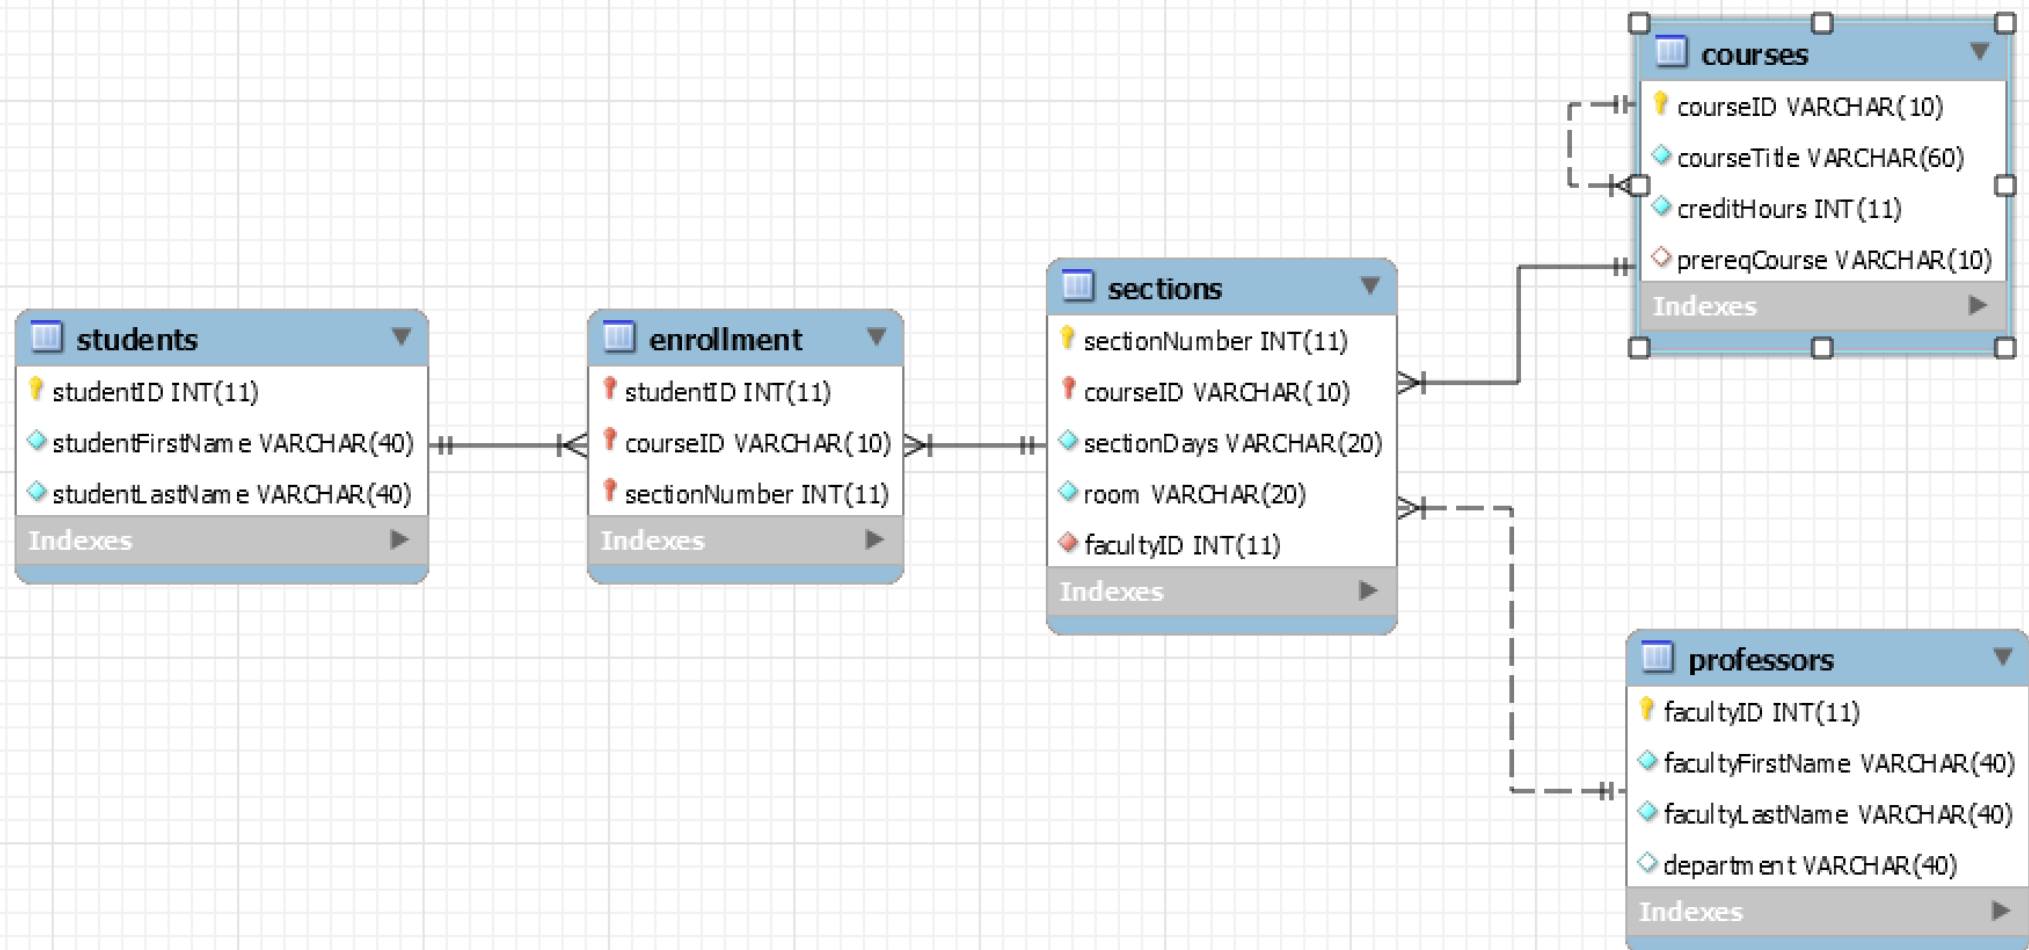 courses
courseID VARCHAR(10)
courseTitle VARCHAR(60)
creditHours INT(11)
prereqCourse VARCHAR(10)
Indexes
sections
sectionNumber INT(11)
courseID VARCHAR(10)
sectionDays VARCHAR(20)
room VARCHAR(20)
facultyID INT(11)
Indexes
students
studentID INT(11)
studentFirstName VARCHAR(40)
studentLastName VARCHAR(40)
Indexes
enrollment
studentID INT(11)
courseID VARCHAR(10)
sectionNumber INT(11)
Indexes
professors
facultyID INT(11)
facultyFirstName VARCHAR(40)
facultyLastName VARCHAR(40)
department VARCHAR(40)
Indexes